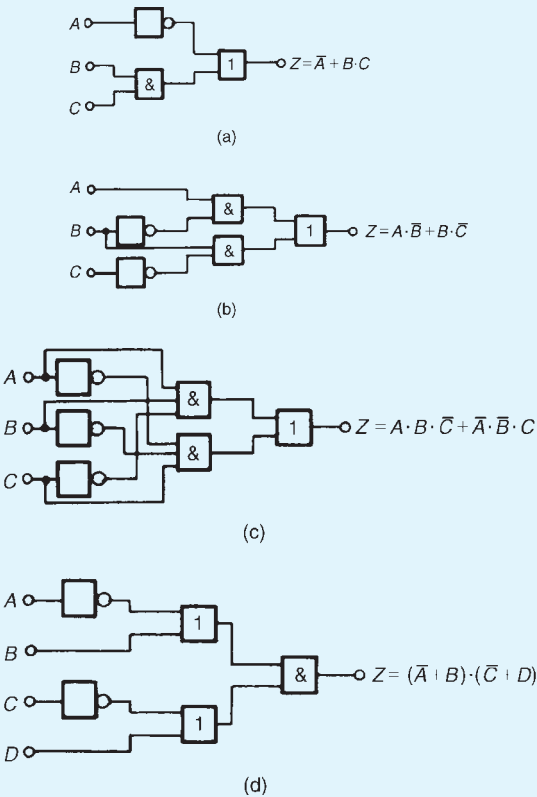 A
1
Z = A̅ + B·C
B
&
C
(a)
A
&
B
1
Z = A·B̅ + B·C̅
&
C
(b)
A
&
B
1
Z = A·B·C̅ + A̅·B̅·C
&
C
(c)
A
1
B
&
Z = (A̅ + B)·(C̅ + D)
C
1
D
(d)